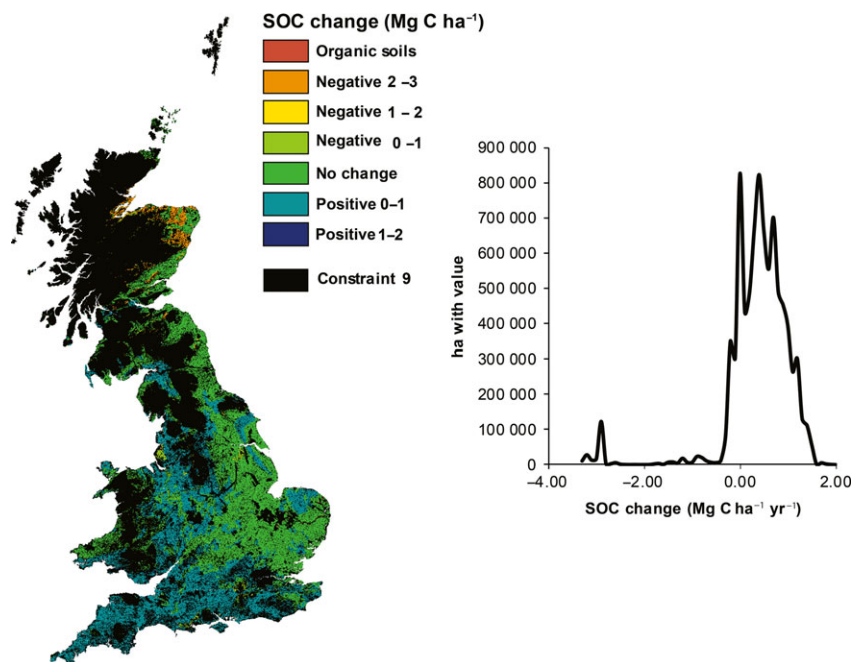 SOC change (Mg C ha⁻¹)
Organic soils
Negative 2 –3
Negative 1 – 2
Negative 0 –1
No change
Positive 0–1
Positive 1–2
Constraint 9
900 000
800 000
700 000
600 000
500 000
400 000
300 000
200 000
100 000
0
ha with value
–4.00 –2.00 0.00 2.00
SOC change (Mg C ha⁻¹ yr⁻¹)